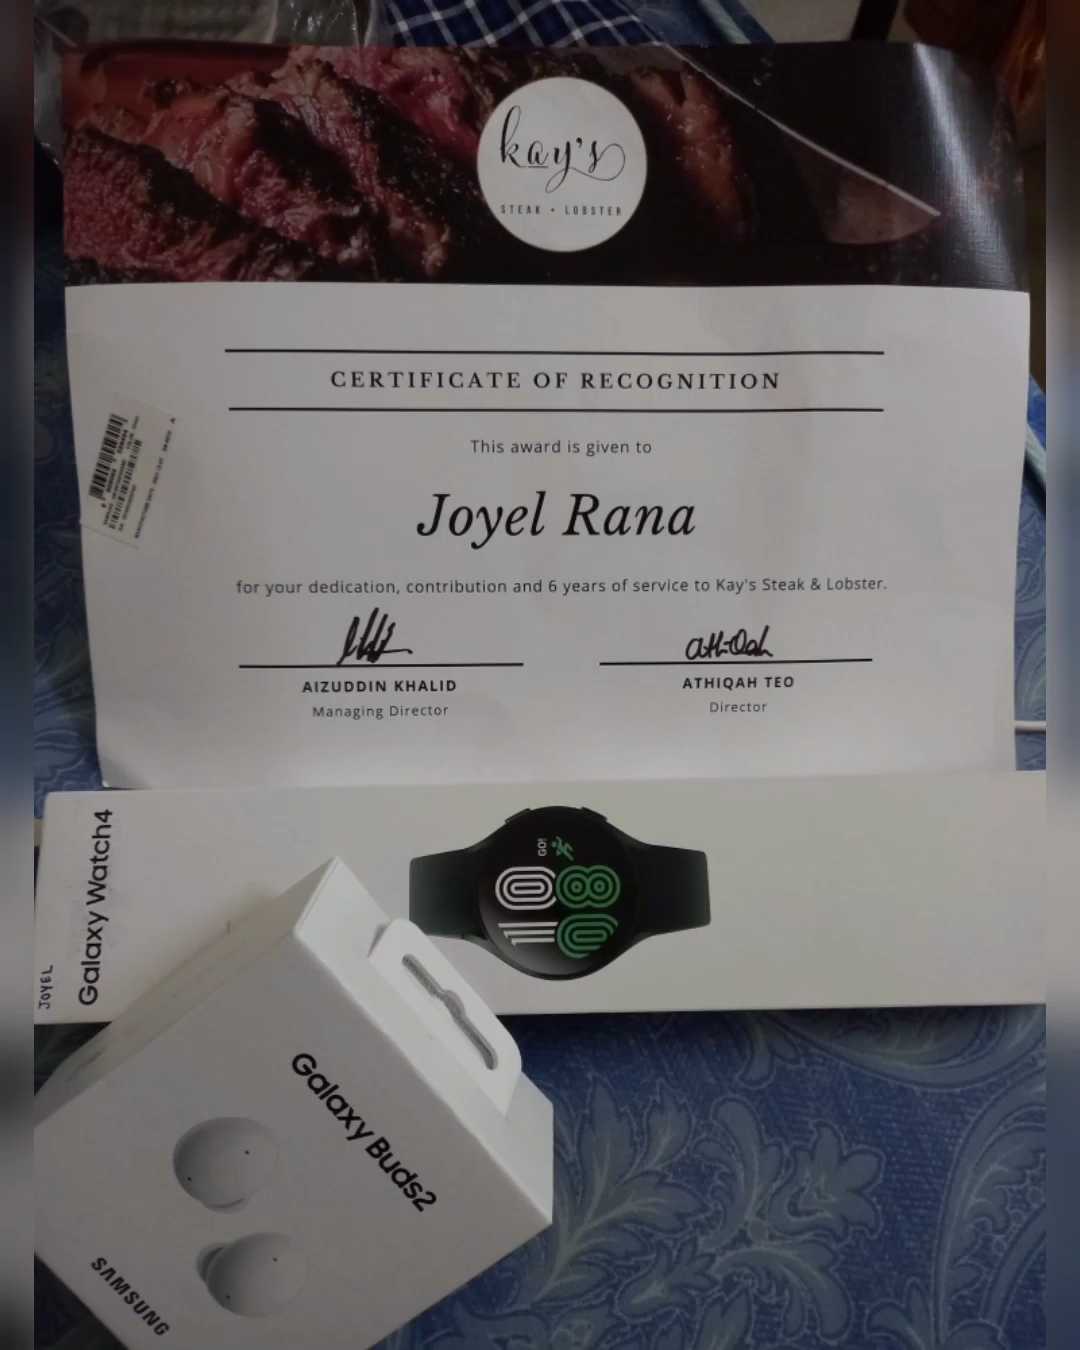 kay's
STEAK • LOBSTER
CERTIFICATE OF RECOGNITION
This award is given to
Joyel Rana
for your dedication, contribution and 6 years of service to Kay's Steak & Lobster.
AIZUDDIN KHALID
Managing Director
ATHIQAH TEO
Director
Galaxy Watch4
JOYEL
GO!
10
08
Galaxy Buds2
SAMSUNG